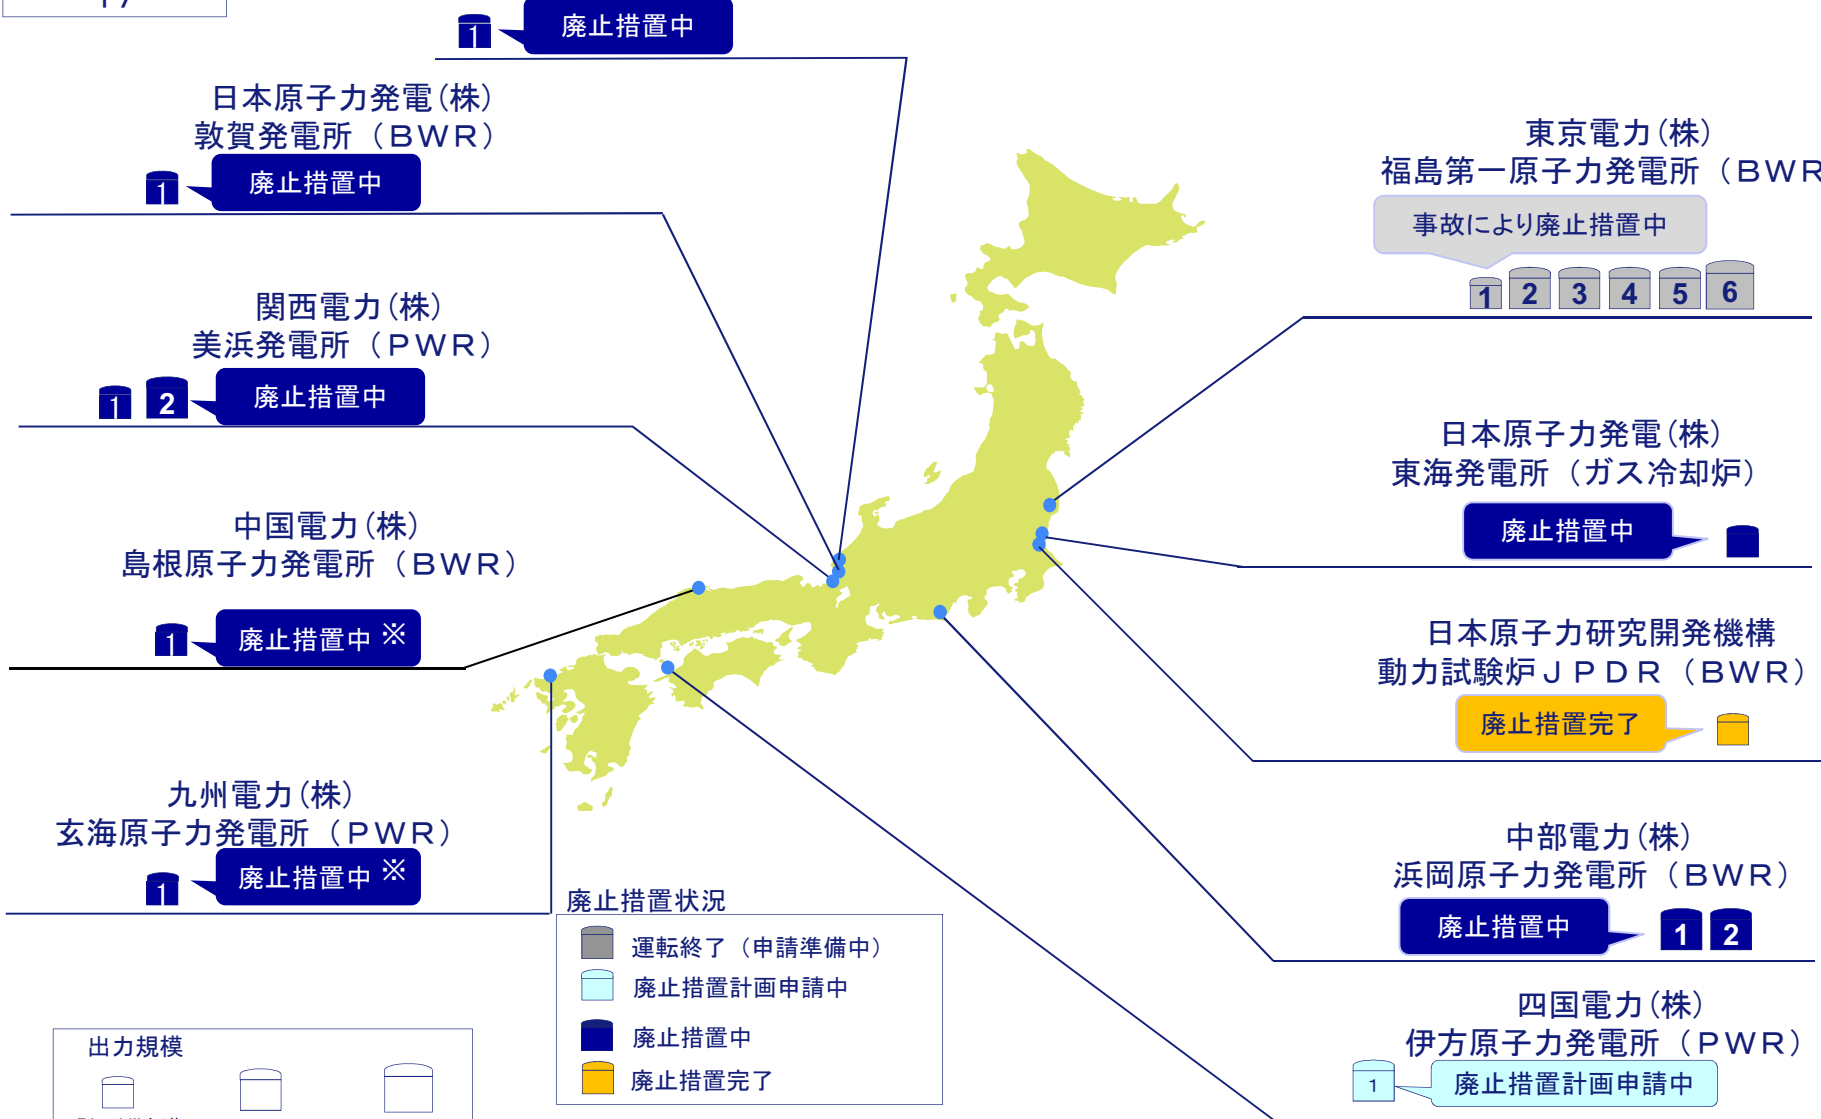 1
廃止措置中
日本原子力発電(株)
敦賀発電所（ＢＷＲ）
1
廃止措置中
関西電力(株)
美浜発電所（ＰＷＲ）
1 2
廃止措置中
中国電力(株)
島根原子力発電所（ＢＷＲ）
1
廃止措置中※
九州電力(株)
玄海原子力発電所（ＰＷＲ）
1
廃止措置中※
東京電力(株)
福島第一原子力発電所（ＢＷＲ
事故により廃止措置中
1 2 3 4 5 6
日本原子力発電(株)
東海発電所（ガス冷却炉）
廃止措置中
日本原子力研究開発機構
動力試験炉ＪＰＤＲ（ＢＷＲ）
廃止措置完了
中部電力(株)
浜岡原子力発電所（ＢＷＲ）
廃止措置中
1 2
四国電力(株)
伊方原子力発電所（ＰＷＲ）
1
廃止措置計画申請中
廃止措置状況
運転終了（申請準備中）
廃止措置計画申請中
廃止措置中
廃止措置完了
出力規模